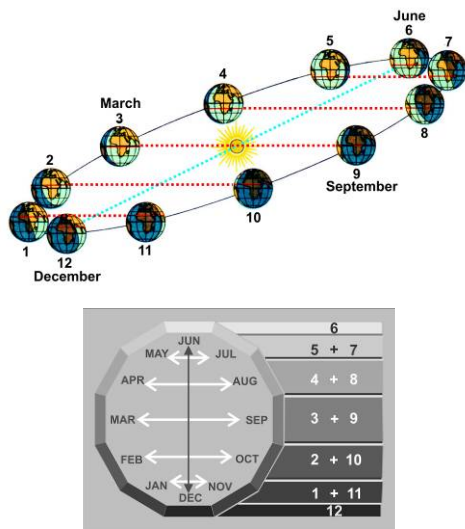 June
6
7
5
4
March
3
8
2
9
September
10
1
12
December
11
6
JUN
MAY JUL
5 + 7
APR AUG
4 + 8
MAR SEP
3 + 9
FEB OCT
2 + 10
JAN NOV
1 + 11
DEC
12